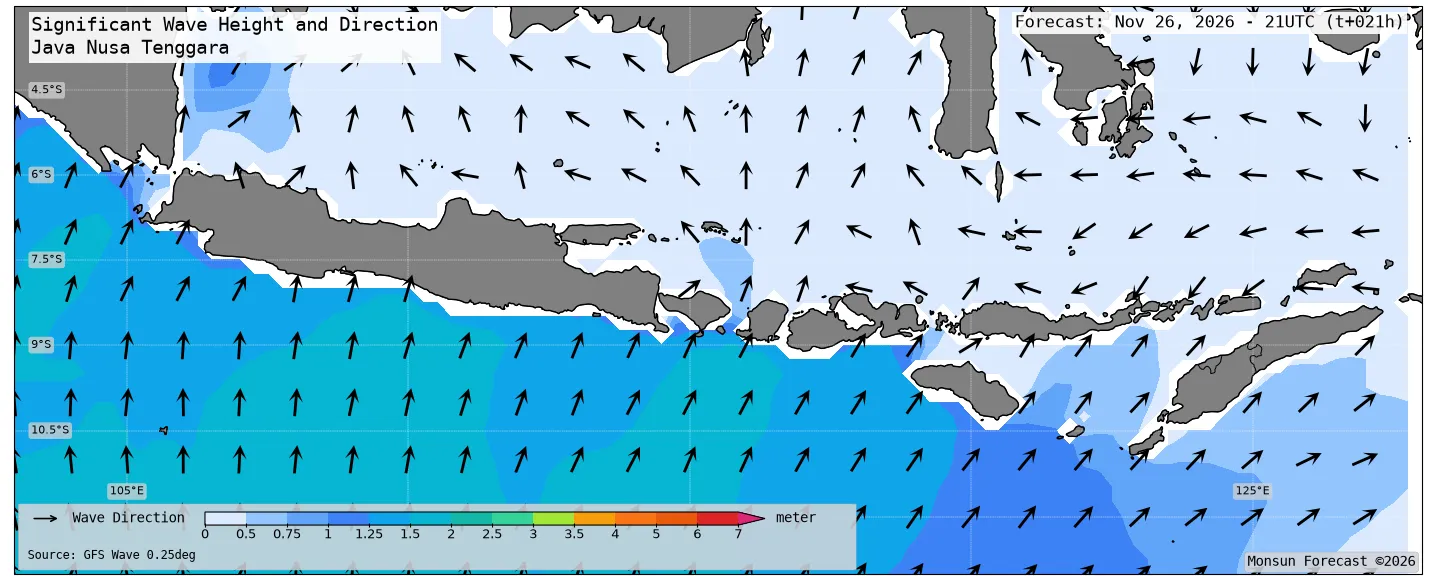 Significant Wave Height and Direction
Java Nusa Tenggara
Forecast: Nov 26, 2026 - 21UTC (t+021h)
4.5°S
6°S
7.5°S
9°S
10.5°S
105°E
125°E
Wave Direction
0 0.5 0.75 1 1.25 1.5 2 2.5 3 3.5 4 5 6 7
meter
Source: GFS Wave 0.25deg
Monsun Forecast ©2026